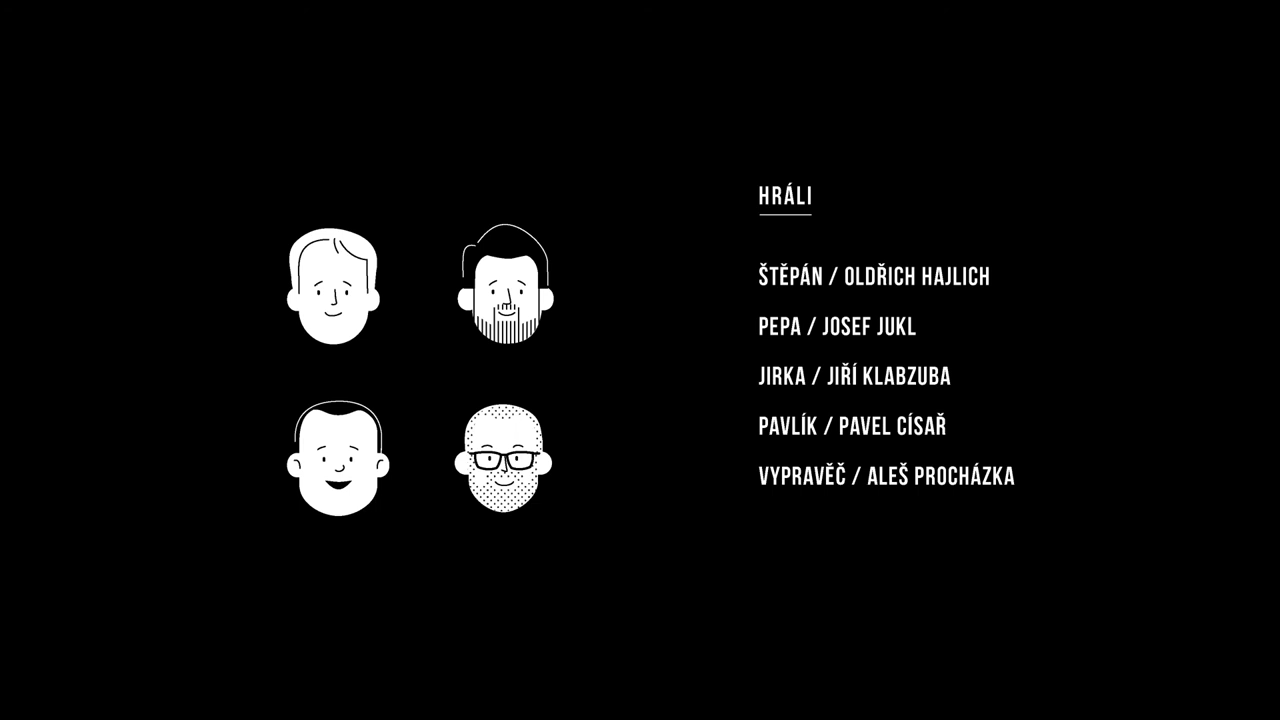 HRÁLI
ŠTĚPÁN / OLDŘICH HAJLICH
PEPA / JOSEF JUKL
JIRKA / JIŘÍ KLABZUBA
PAVLÍK / PAVEL CÍSAŘ
VYPRAVĚČ / ALEŠ PROCHÁZKA